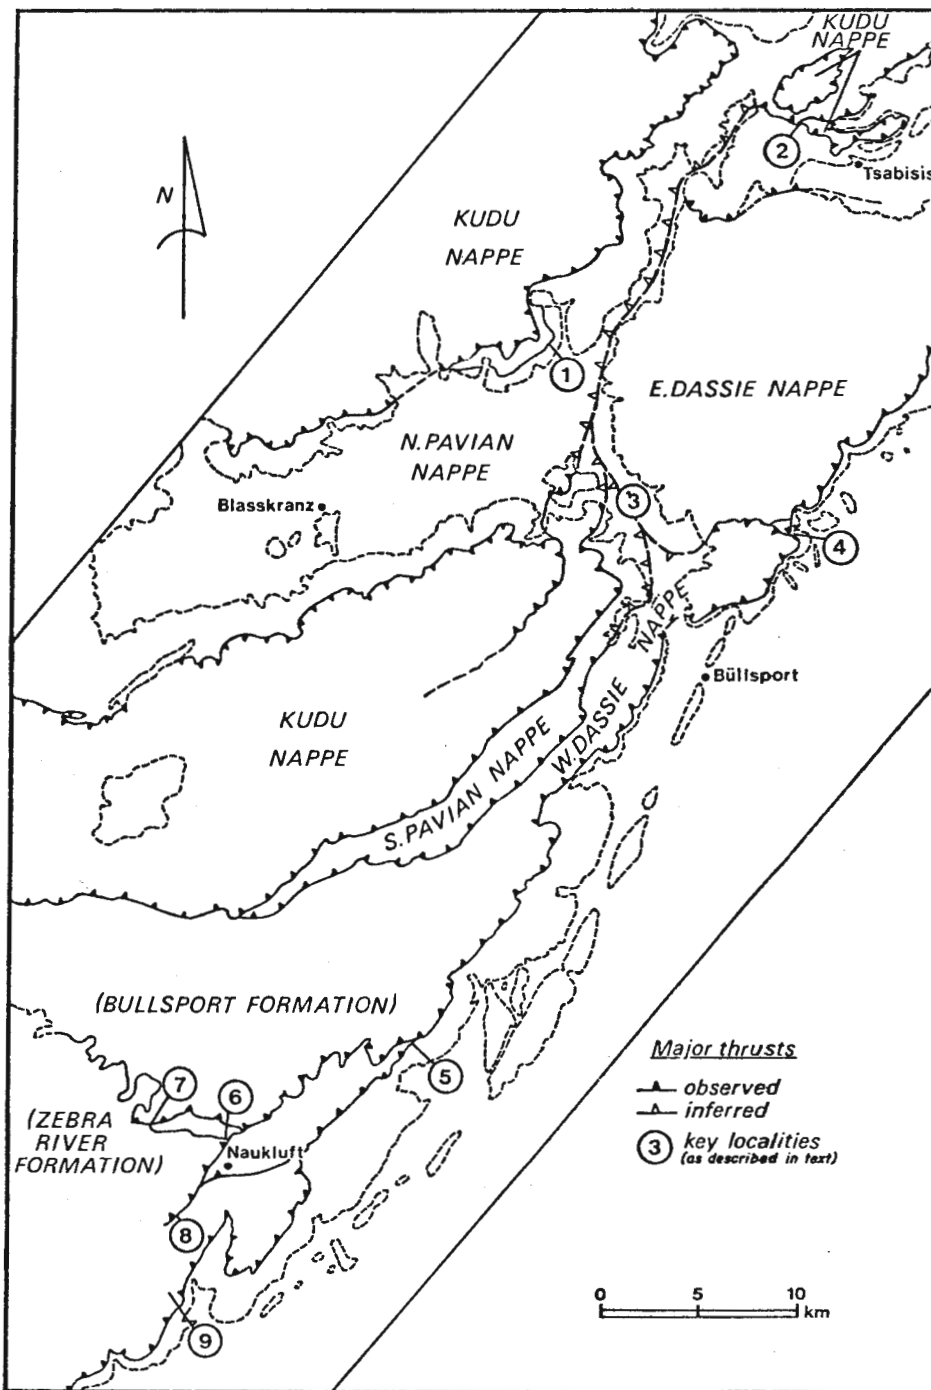 KUDU
NAPPE
2
Tsabisis
N
KUDU
NAPPE
1
E.DASSIE NAPPE
N.PAVIAN
NAPPE
Blasskranz
3
4
Büllsport
KUDU
NAPPE
S.PAVIAN NAPPE
W.DASSIE NAPPE
(BULLSPORT FORMATION)
5
Major thrusts
observed
inferred
3 key localities
(as described in text)
7
6
(ZEBRA
RIVER
FORMATION)
Naukluft
8
9
0 5 10
km